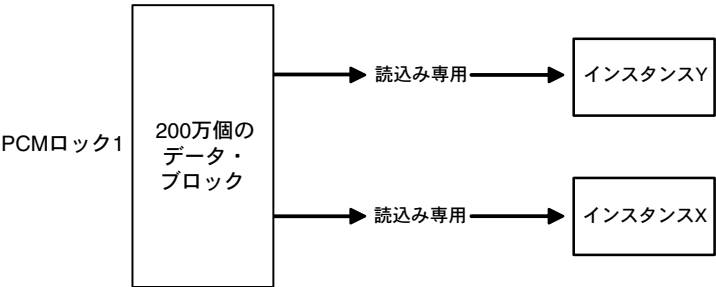 PCMロック1
200万個の
データ・
ブロック
読込み専用
インスタンスY
読込み専用
インスタンスX